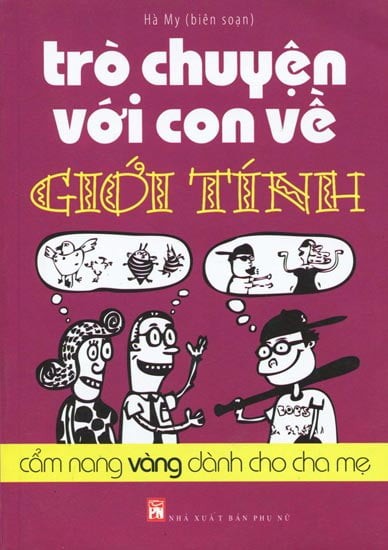 Hà My (biên soạn)
trò chuyện
với con về
GIỚI TÍNH
cẩm nang vàng dành cho cha mẹ
PN
NHÀ XUẤT BẢN PHỤ NỮ